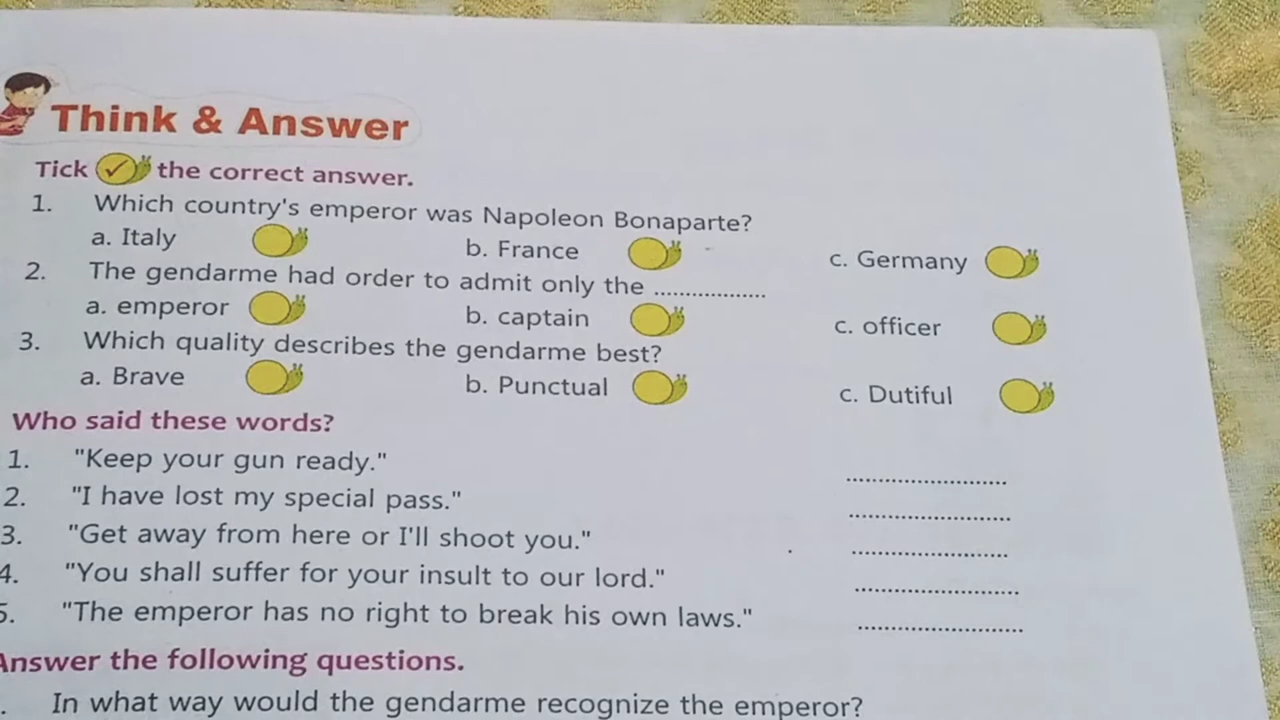 Think & Answer
Tick the correct answer.
1. Which country's emperor was Napoleon Bonaparte?
a. Italy b. France c. Germany
2. The gendarme had order to admit only the .................
a. emperor b. captain c. officer
3. Which quality describes the gendarme best?
a. Brave b. Punctual c. Dutiful
Who said these words?
1. "Keep your gun ready." ........................
2. "I have lost my special pass." ........................
3. "Get away from here or I'll shoot you." ........................
4. "You shall suffer for your insult to our lord." ........................
5. "The emperor has no right to break his own laws." ........................
Answer the following questions.
. In what way would the gendarme recognize the emperor?